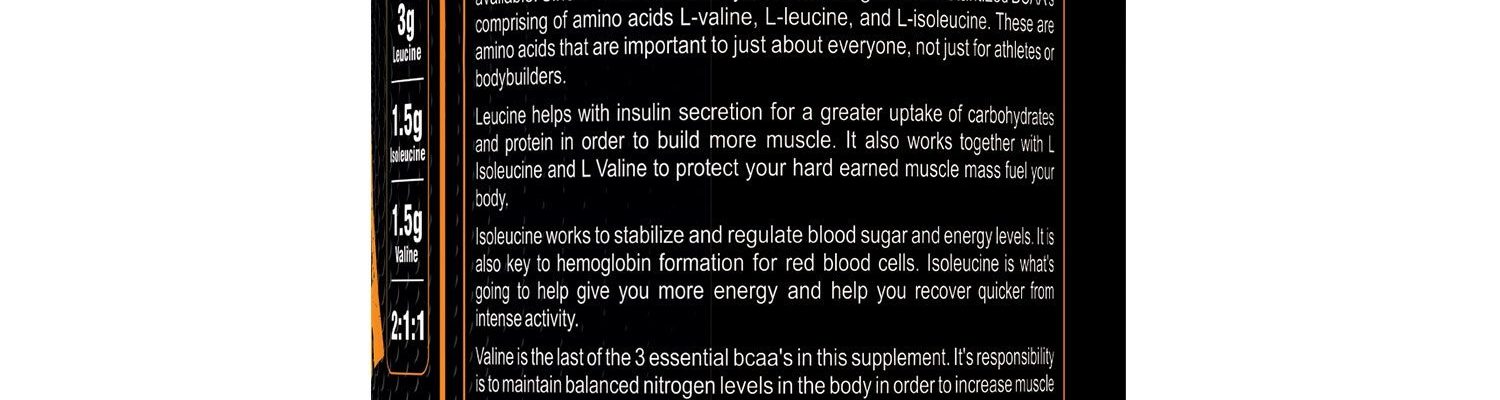 3g
Leucine
1.5g
Isoleucine
1.5g
Valine
2:1:1
comprising of amino acids L-valine, L-leucine, and L-isoleucine. These are
amino acids that are important to just about everyone, not just for athletes or
bodybuilders.
Leucine helps with insulin secretion for a greater uptake of carbohydrates
and protein in order to build more muscle. It also works together with L
Isoleucine and L Valine to protect your hard earned muscle mass fuel your
body.
Isoleucine works to stabilize and regulate blood sugar and energy levels. It is
also key to hemoglobin formation for red blood cells. Isoleucine is what's
going to help give you more energy and help you recover quicker from
intense activity.
Valine is the last of the 3 essential bcaa's in this supplement. It's responsibility
is to maintain balanced nitrogen levels in the body in order to increase muscle